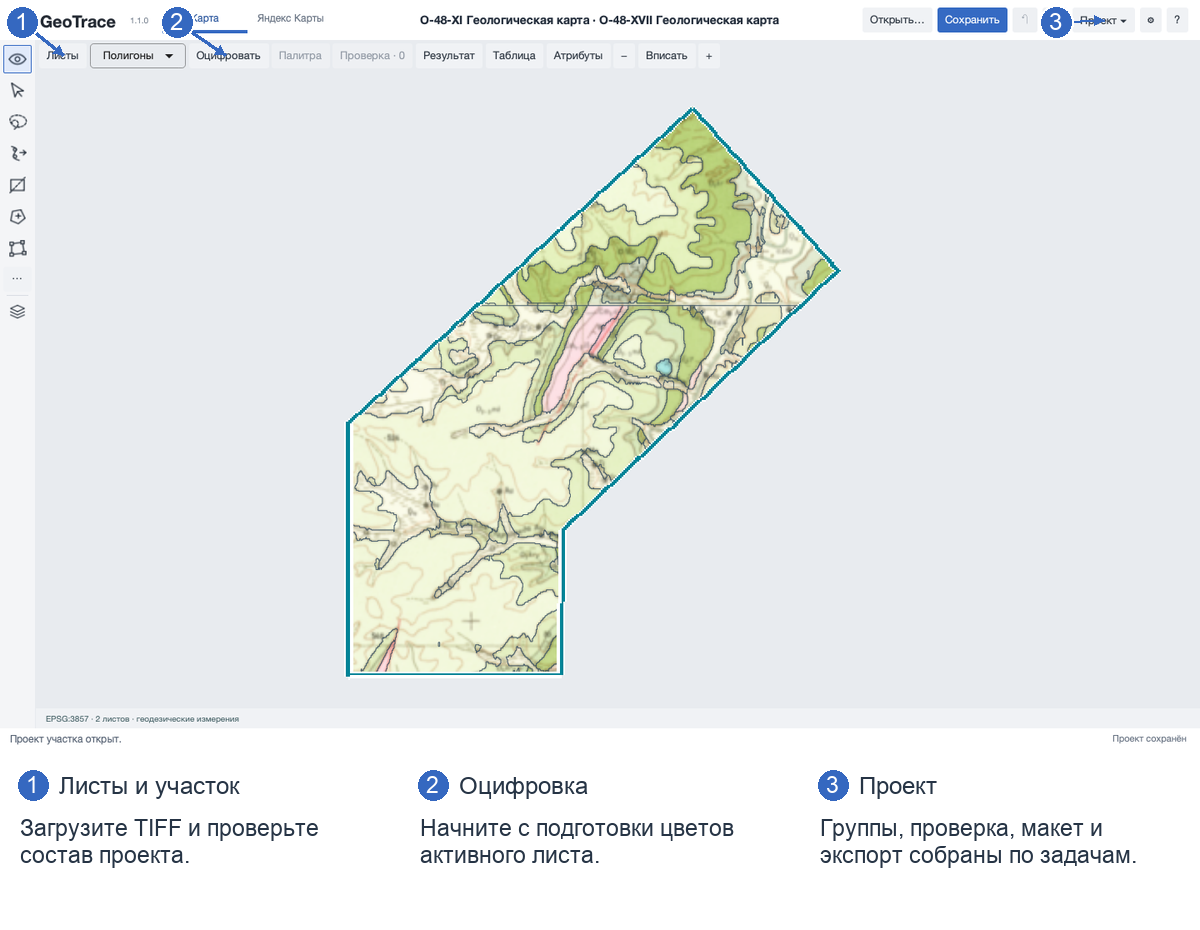 1 GeoTrace 1.1.0 2 Карта Яндекс Карты О-48-XI Геологическая карта · О-48-XVII Геологическая карта Открыть... Сохранить 3 Проект ?
Листы Полигоны Оцифровать Палитра Проверка · 0 Результат Таблица Атрибуты − Вписать +
EPSG:3857 · 2 листов · геодезические измерения
Проект участка открыт. Проект сохранён
1 Листы и участок
Загрузите TIFF и проверьте
состав проекта.
2 Оцифровка
Начните с подготовки цветов
активного листа.
3 Проект
Группы, проверка, макет и
экспорт собраны по задачам.